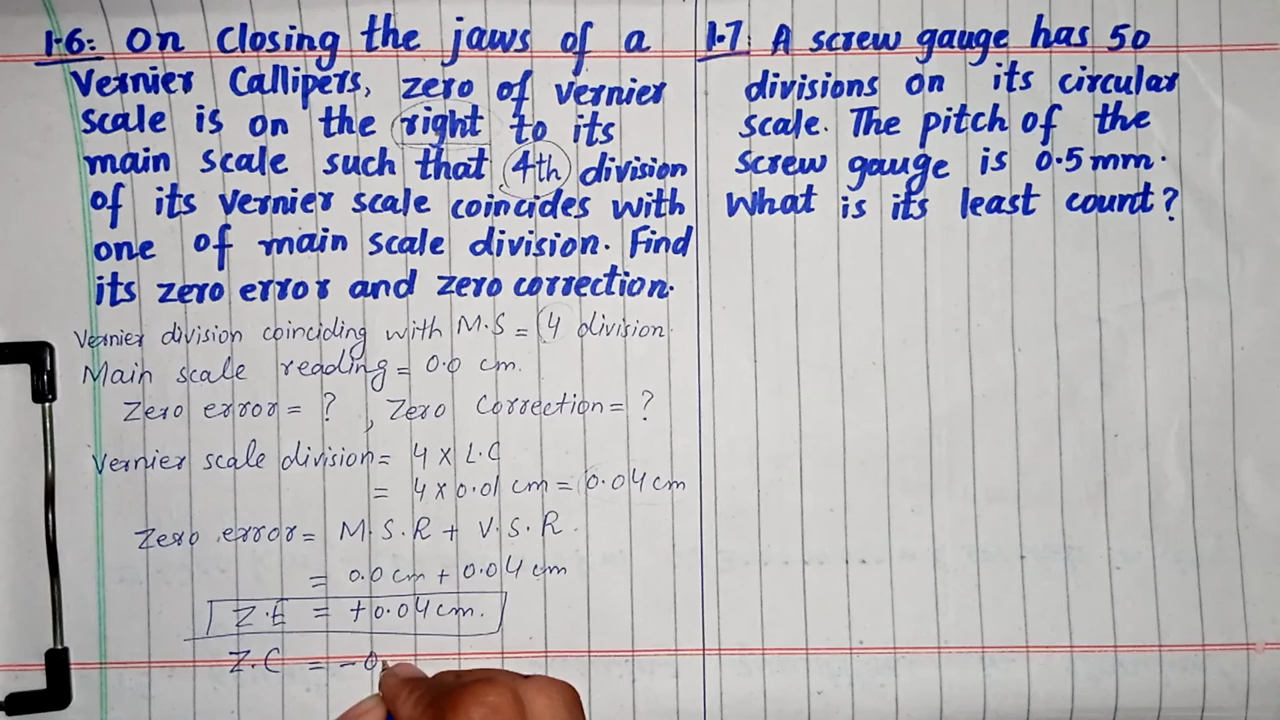 1.6: On Closing the jaws of a
Vernier Callipers, zero of vernier
scale is on the right to its
main scale such that 4th division
of its vernier scale coincides with
one of main scale division. Find
its zero error and zero correction.
Vernier division coinciding with M.S = 4 division.
Main scale reading = 0.0 cm.
Zero error = ? , Zero Correction = ?
Vernier scale division = 4 x L.C
= 4 x 0.01 cm = 0.04 cm
Zero error = M.S.R + V.S.R.
= 0.0 cm + 0.04 cm
Z.E = +0.04 cm.
Z.C = -0.
1.7 A screw gauge has 50
divisions on its circular
scale. The pitch of the
screw gauge is 0.5 mm.
What is its least count?